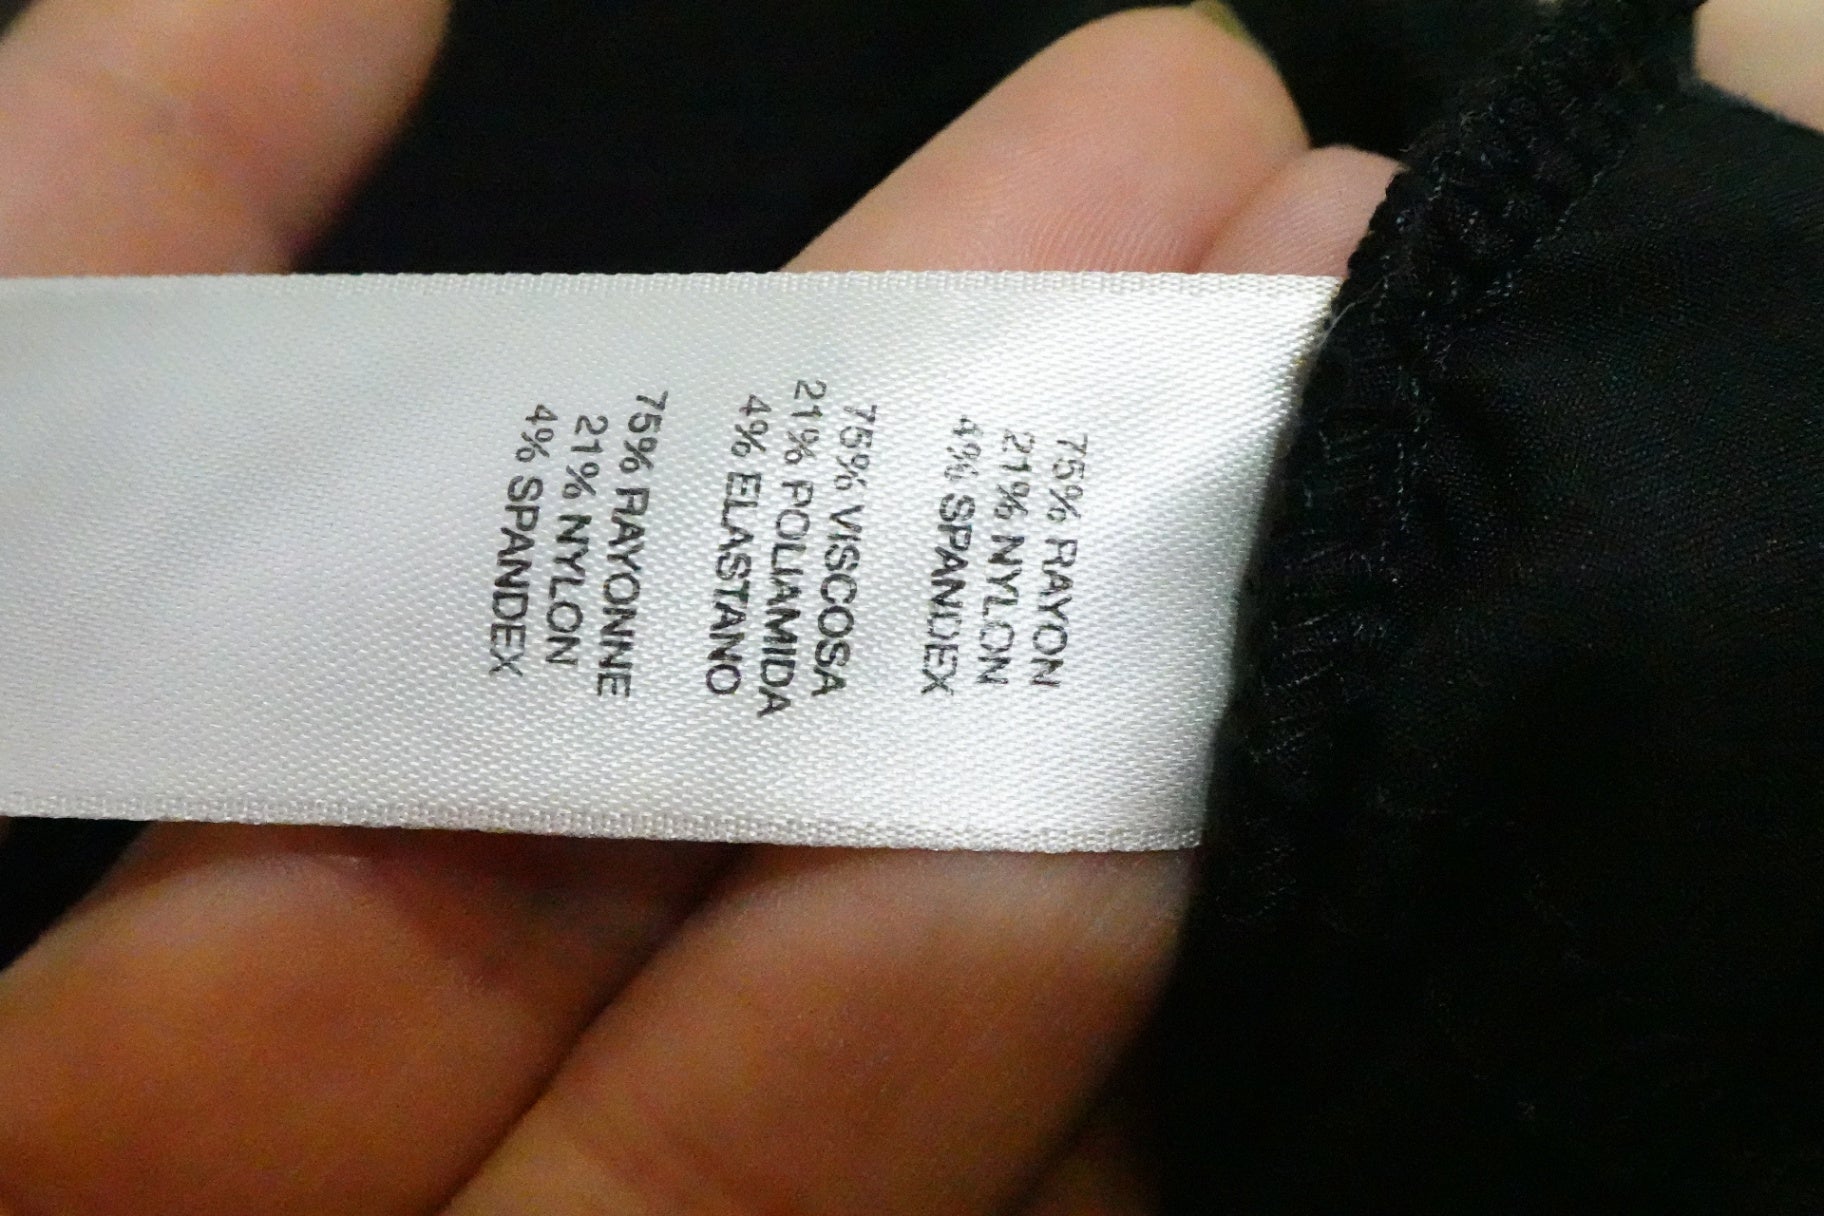 75% RAYON
21% NYLON
4% SPANDEX
75% VISCOSA
21% POLIAMIDA
4% ELASTANO
75% RAYONNE
21% NYLON
4% SPANDEX